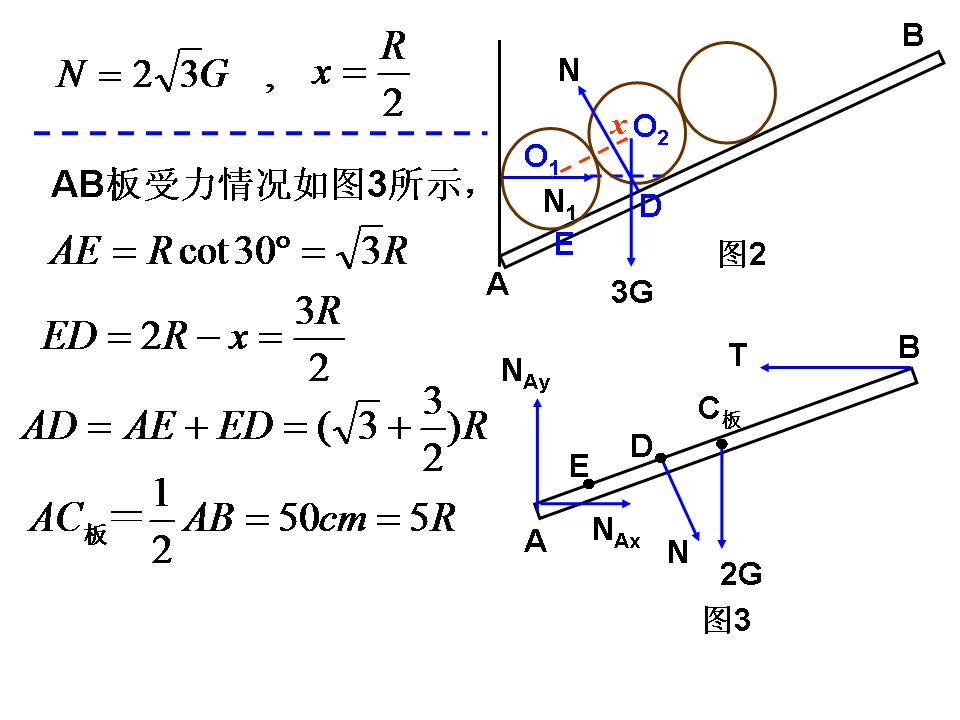 N = 2√3G , x = R/2
AB板受力情况如图3所示，
AE = R cot 30° = √3R
ED = 2R − x = 3R/2
AD = AE + ED = (√3 + 3/2)R
AC板 = 1/2 AB = 50cm = 5R
B
N
x
O₂
O₁
N₁
D
E
A
3G
图2
B
T
N_Ay
C板
D
E
A
N_Ax
N
2G
图3